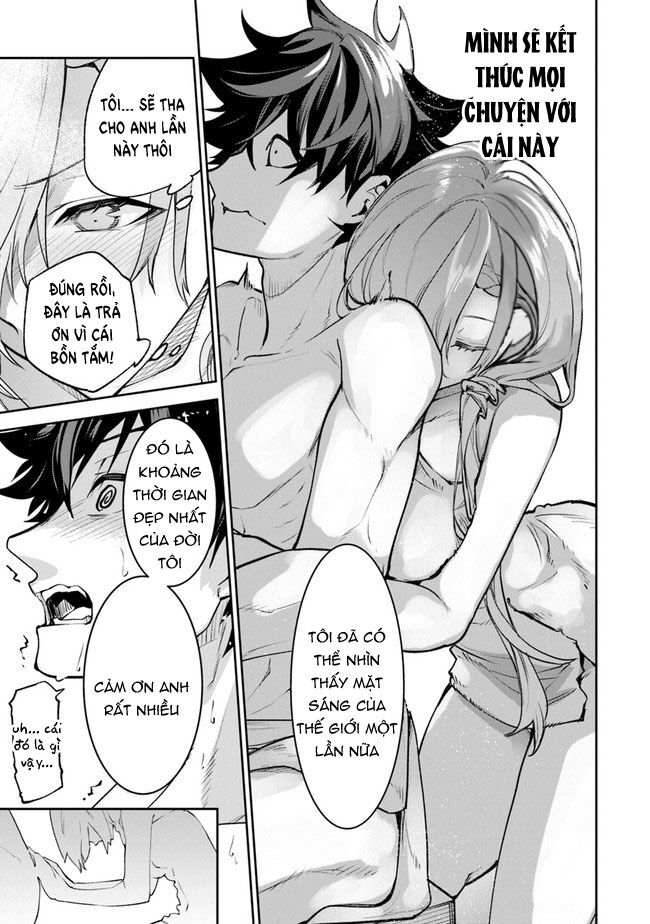 MÌNH SẼ KẾT
THÚC MỌI
CHUYỆN VỚI
CÁI NÀY
TÔI ĐÃ CÓ
THỂ NHÌN
THẤY MẶT
SÁNG CỦA
THẾ GIỚI MỘT
LẦN NỮA
TÔI... SẼ THA
CHO ANH LẦN
NÀY THÔI
ĐÚNG RỒI,
ĐÂY LÀ TRẢ
ƠN VÌ CÁI
BỒN TẮM!
ĐÓ LÀ
KHOẢNG
THỜI GIAN
ĐẸP NHẤT
CỦA ĐỜI
TÔI
CẢM ƠN ANH
RẤT NHIỀU
uh... cái
đó là gì
vậy...